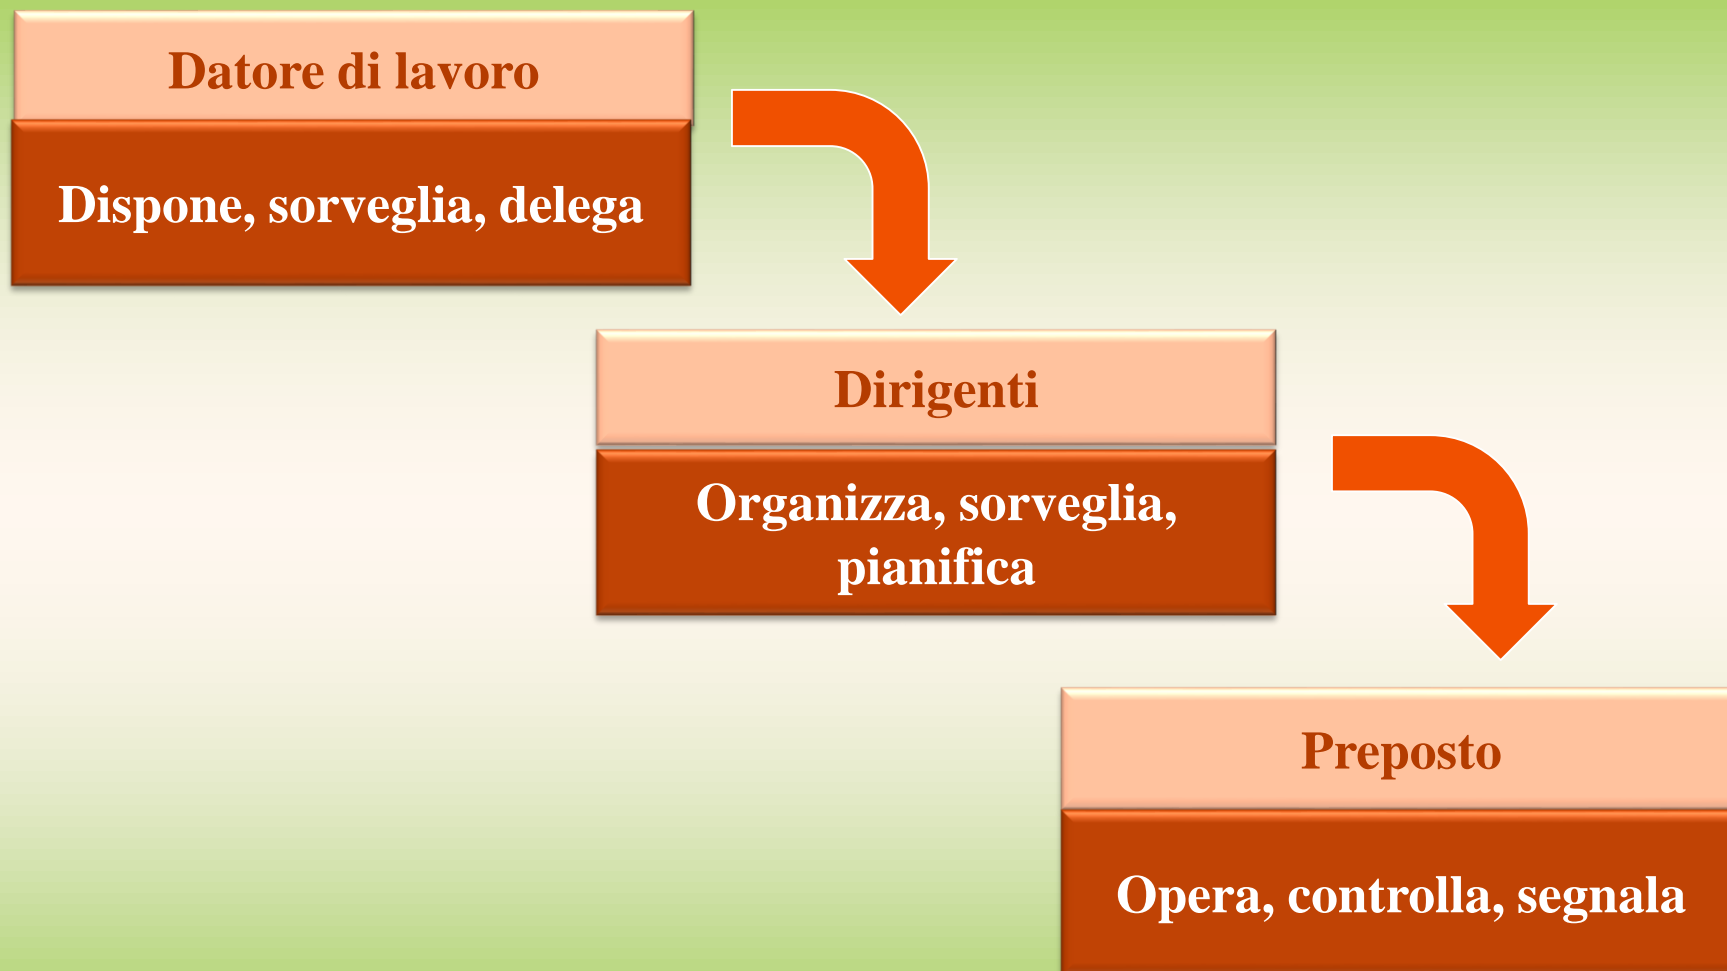 Datore di lavoro
Dispone, sorveglia, delega
Dirigenti
Organizza, sorveglia,
pianifica
Preposto
Opera, controlla, segnala